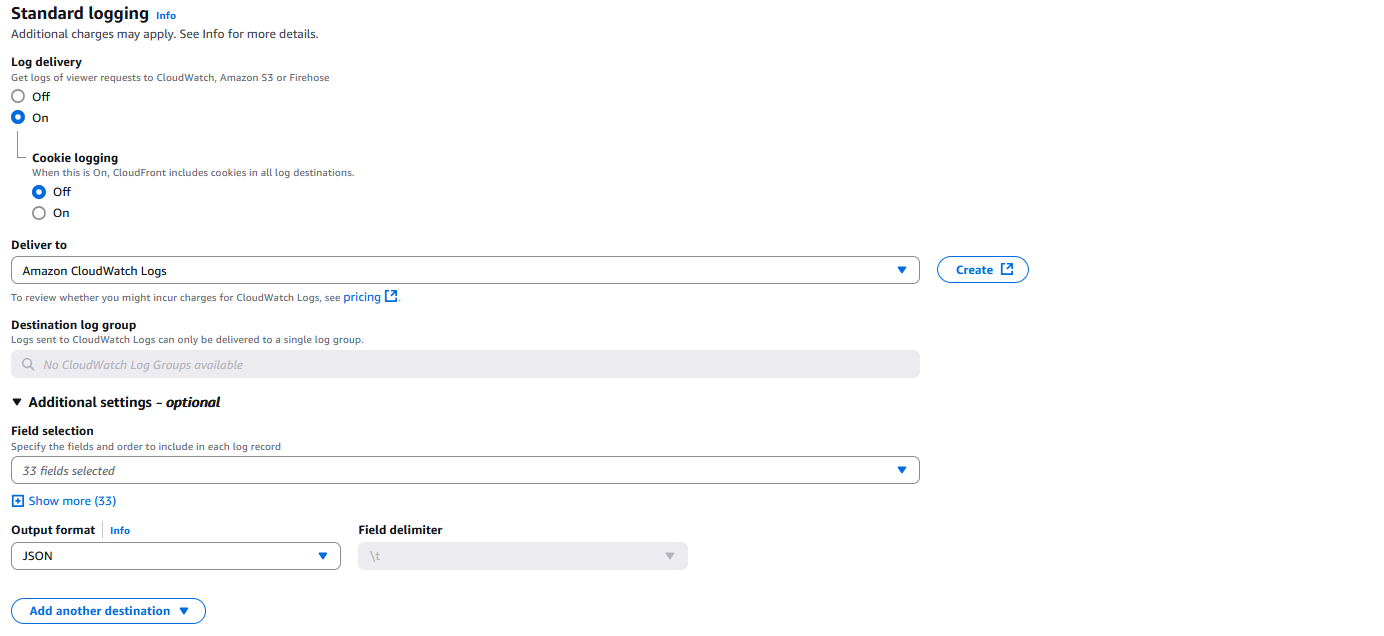 Standard logging Info
Additional charges may apply. See Info for more details.
Log delivery
Get logs of viewer requests to CloudWatch, Amazon S3 or Firehose
Off
On
Cookie logging
When this is On, CloudFront includes cookies in all log destinations.
Off
On
Deliver to
Amazon CloudWatch Logs
Create
To review whether you might incur charges for CloudWatch Logs, see pricing.
Destination log group
Logs sent to CloudWatch Logs can only be delivered to a single log group.
No CloudWatch Log Groups available
Additional settings - optional
Field selection
Specify the fields and order to include in each log record
33 fields selected
Show more (33)
Output format Info Field delimiter
JSON \t
Add another destination